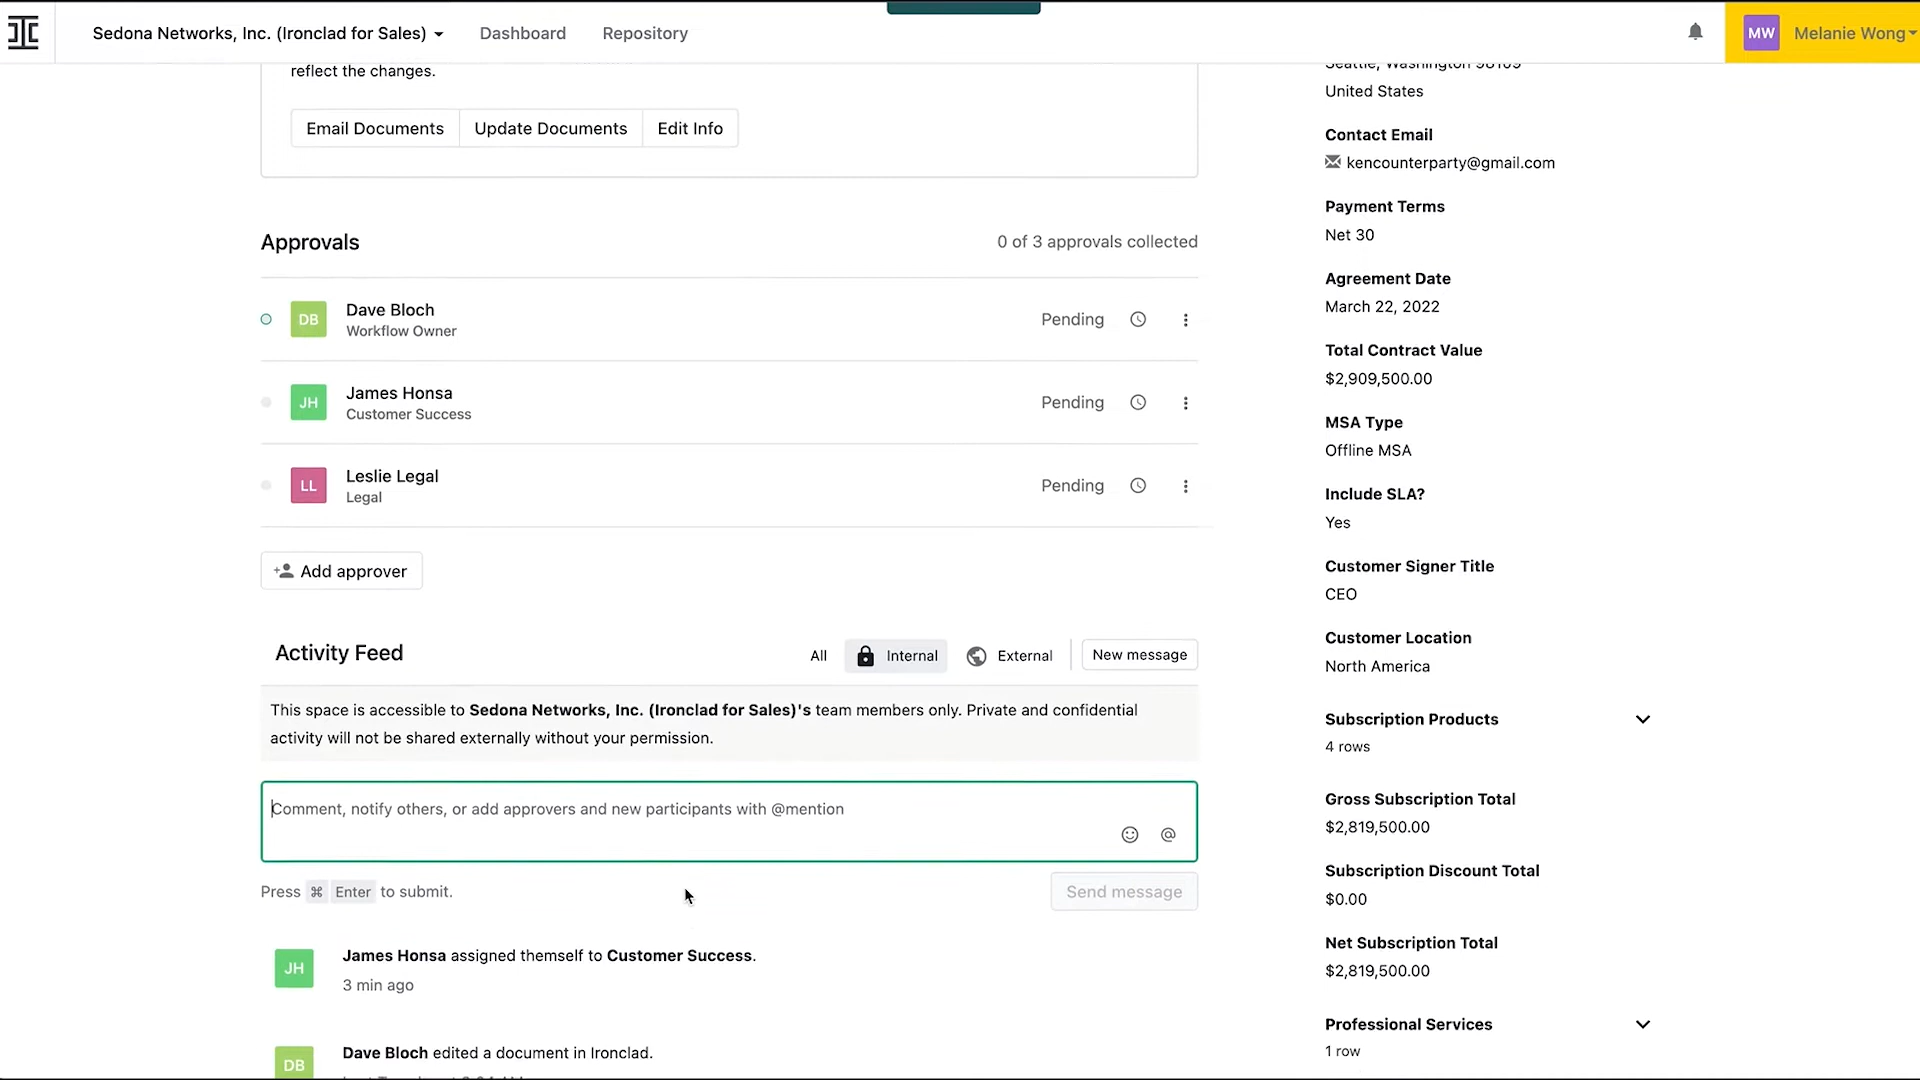 Sedona Networks, Inc. (Ironclad for Sales)
Dashboard
Repository
MW
Melanie Wong
reflect the changes.
Email Documents
Update Documents
Edit Info
Approvals
0 of 3 approvals collected
DB
Dave Bloch
Workflow Owner
Pending
JH
James Honsa
Customer Success
Pending
LL
Leslie Legal
Legal
Pending
Add approver
Activity Feed
All
Internal
External
New message
This space is accessible to Sedona Networks, Inc. (Ironclad for Sales)'s team members only. Private and confidential
activity will not be shared externally without your permission.
Comment, notify others, or add approvers and new participants with @mention
Press ⌘ Enter to submit.
Send message
JH
James Honsa assigned themself to Customer Success.
3 min ago
DB
Dave Bloch edited a document in Ironclad.
Seattle, Washington 98109
United States
Contact Email
kencounterparty@gmail.com
Payment Terms
Net 30
Agreement Date
March 22, 2022
Total Contract Value
$2,909,500.00
MSA Type
Offline MSA
Include SLA?
Yes
Customer Signer Title
CEO
Customer Location
North America
Subscription Products
4 rows
Gross Subscription Total
$2,819,500.00
Subscription Discount Total
$0.00
Net Subscription Total
$2,819,500.00
Professional Services
1 row